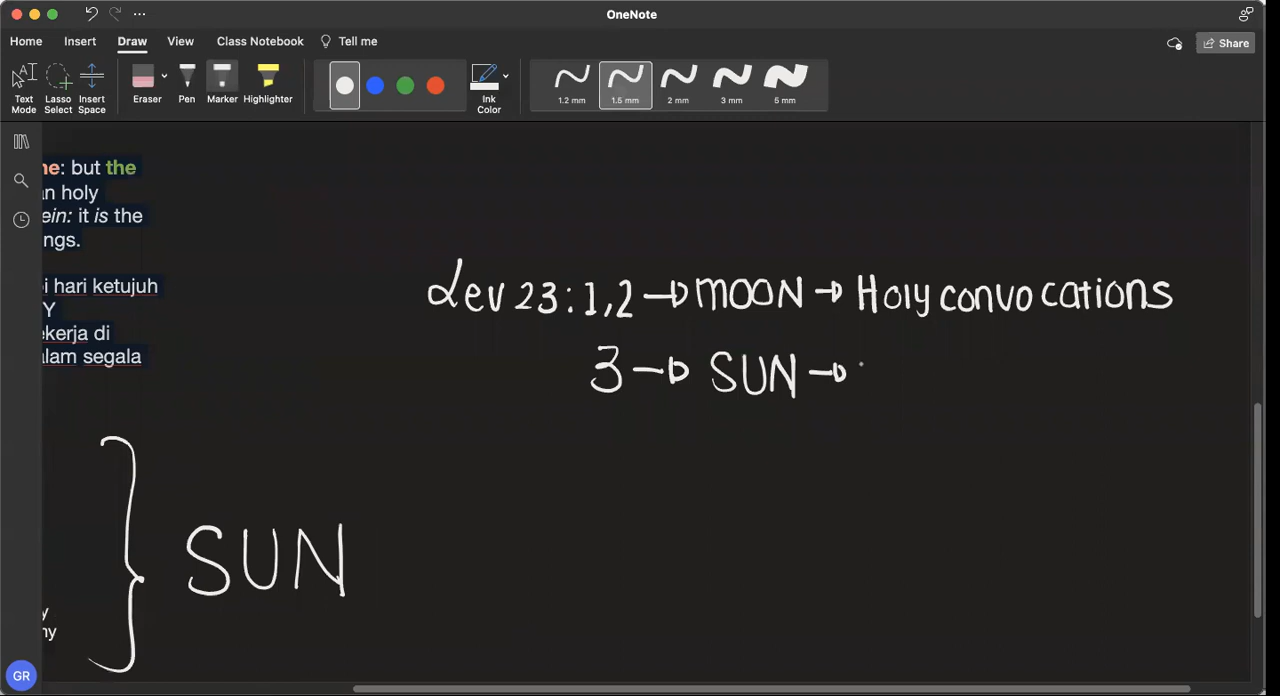 OneNote
Home Insert Draw View Class Notebook Tell me
Share
Text Mode
Lasso Select
Insert Space
Eraser
Pen
Marker
Highlighter
Ink Color
1.2 mm
1.5 mm
2 mm
3 mm
5 mm
ne: but the
an holy
ein: it is the
ngs.
i hari ketujuh
Y
ekerja di
alam segala
Lev 23:1,2 → MOON → Holy convocations
3 → SUN →
SUN
y
ny
GR